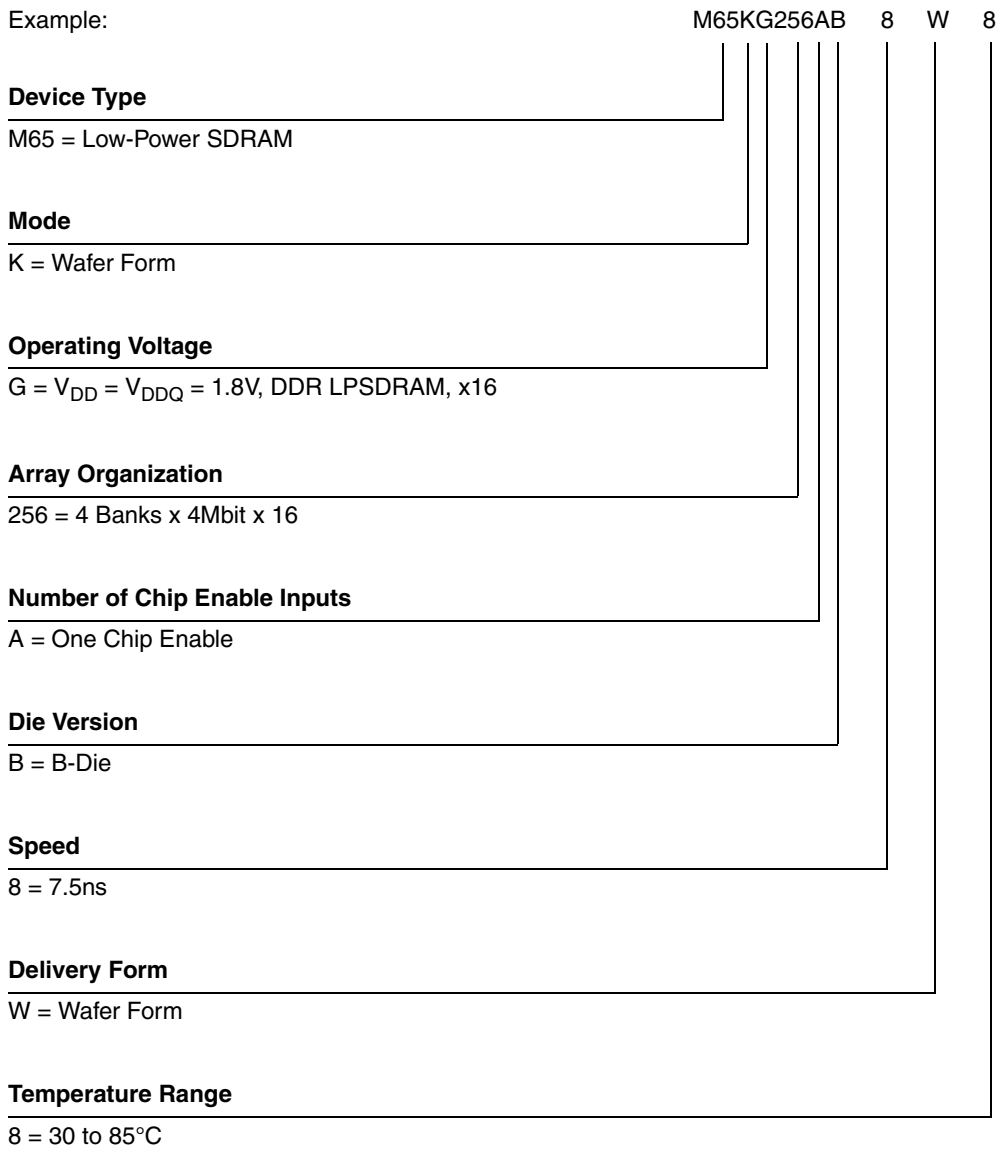 Example: M65KG256AB 8 W 8
Device Type
M65 = Low-Power SDRAM
Mode
K = Wafer Form
Operating Voltage
G = VDD = VDDQ = 1.8V, DDR LPSDRAM, x16
Array Organization
256 = 4 Banks x 4Mbit x 16
Number of Chip Enable Inputs
A = One Chip Enable
Die Version
B = B-Die
Speed
8 = 7.5ns
Delivery Form
W = Wafer Form
Temperature Range
8 = 30 to 85°C